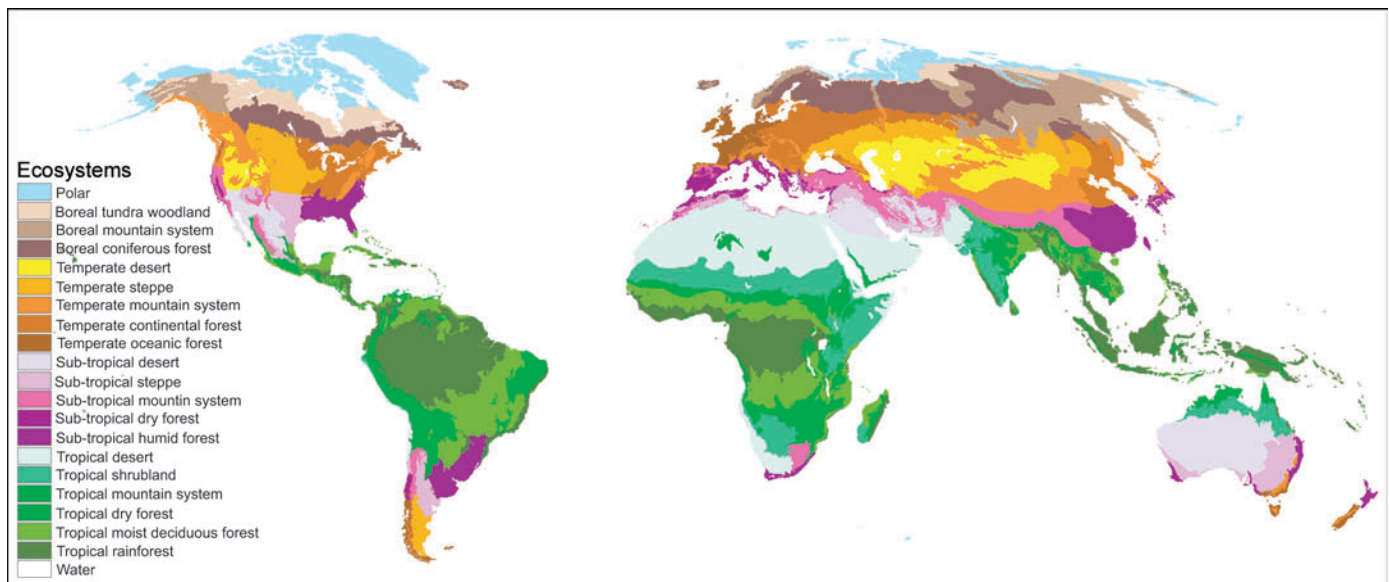 Ecosystems
Polar
Boreal tundra woodland
Boreal mountain system
Boreal coniferous forest
Temperate desert
Temperate steppe
Temperate mountain system
Temperate continental forest
Temperate oceanic forest
Sub-tropical desert
Sub-tropical steppe
Sub-tropical mountin system
Sub-tropical dry forest
Sub-tropical humid forest
Tropical desert
Tropical shrubland
Tropical mountain system
Tropical dry forest
Tropical moist deciduous forest
Tropical rainforest
Water